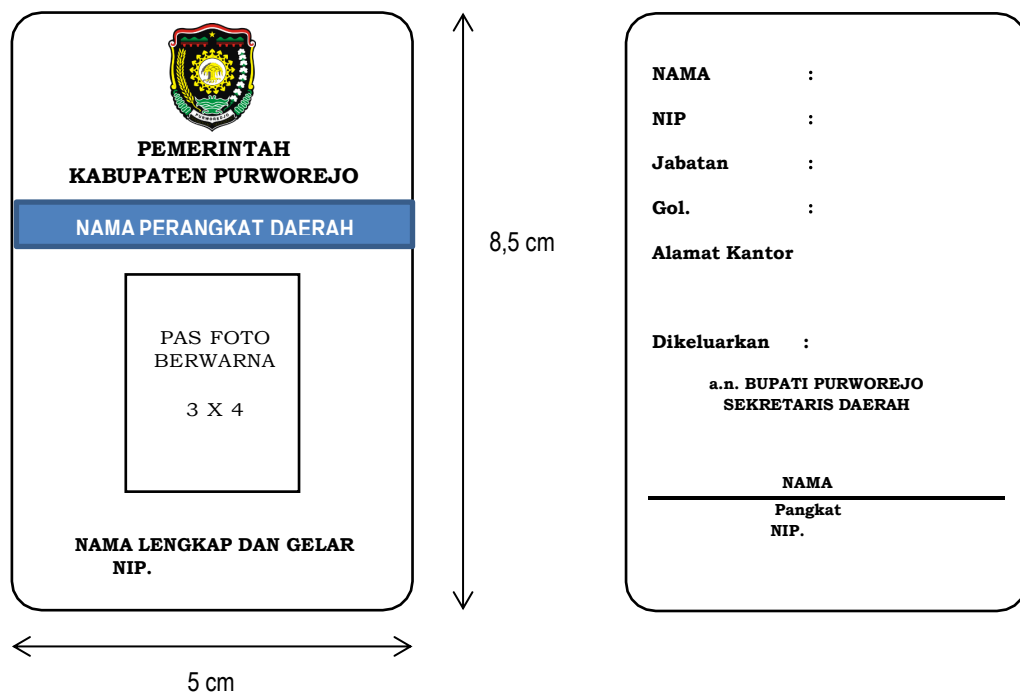 PURWOREJO
PEMERINTAH
KABUPATEN PURWOREJO
NAMA PERANGKAT DAERAH
PAS FOTO
BERWARNA
3 X 4
NAMA LENGKAP DAN GELAR
NIP.
8,5 cm
5 cm
NAMA :
NIP :
Jabatan :
Gol. :
Alamat Kantor
Dikeluarkan :
a.n. BUPATI PURWOREJO
SEKRETARIS DAERAH
NAMA
Pangkat
NIP.